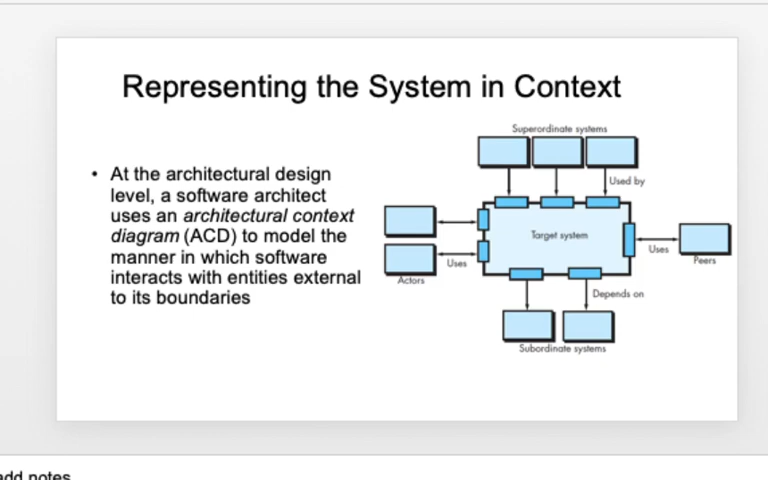 Representing the System in Context
• At the architectural design
level, a software architect
uses an architectural context
diagram (ACD) to model the
manner in which software
interacts with entities external
to its boundaries
Superordinate systems
Used by
Target system
Uses
Actors
Uses
Peers
Depends on
Subordinate systems
add notes